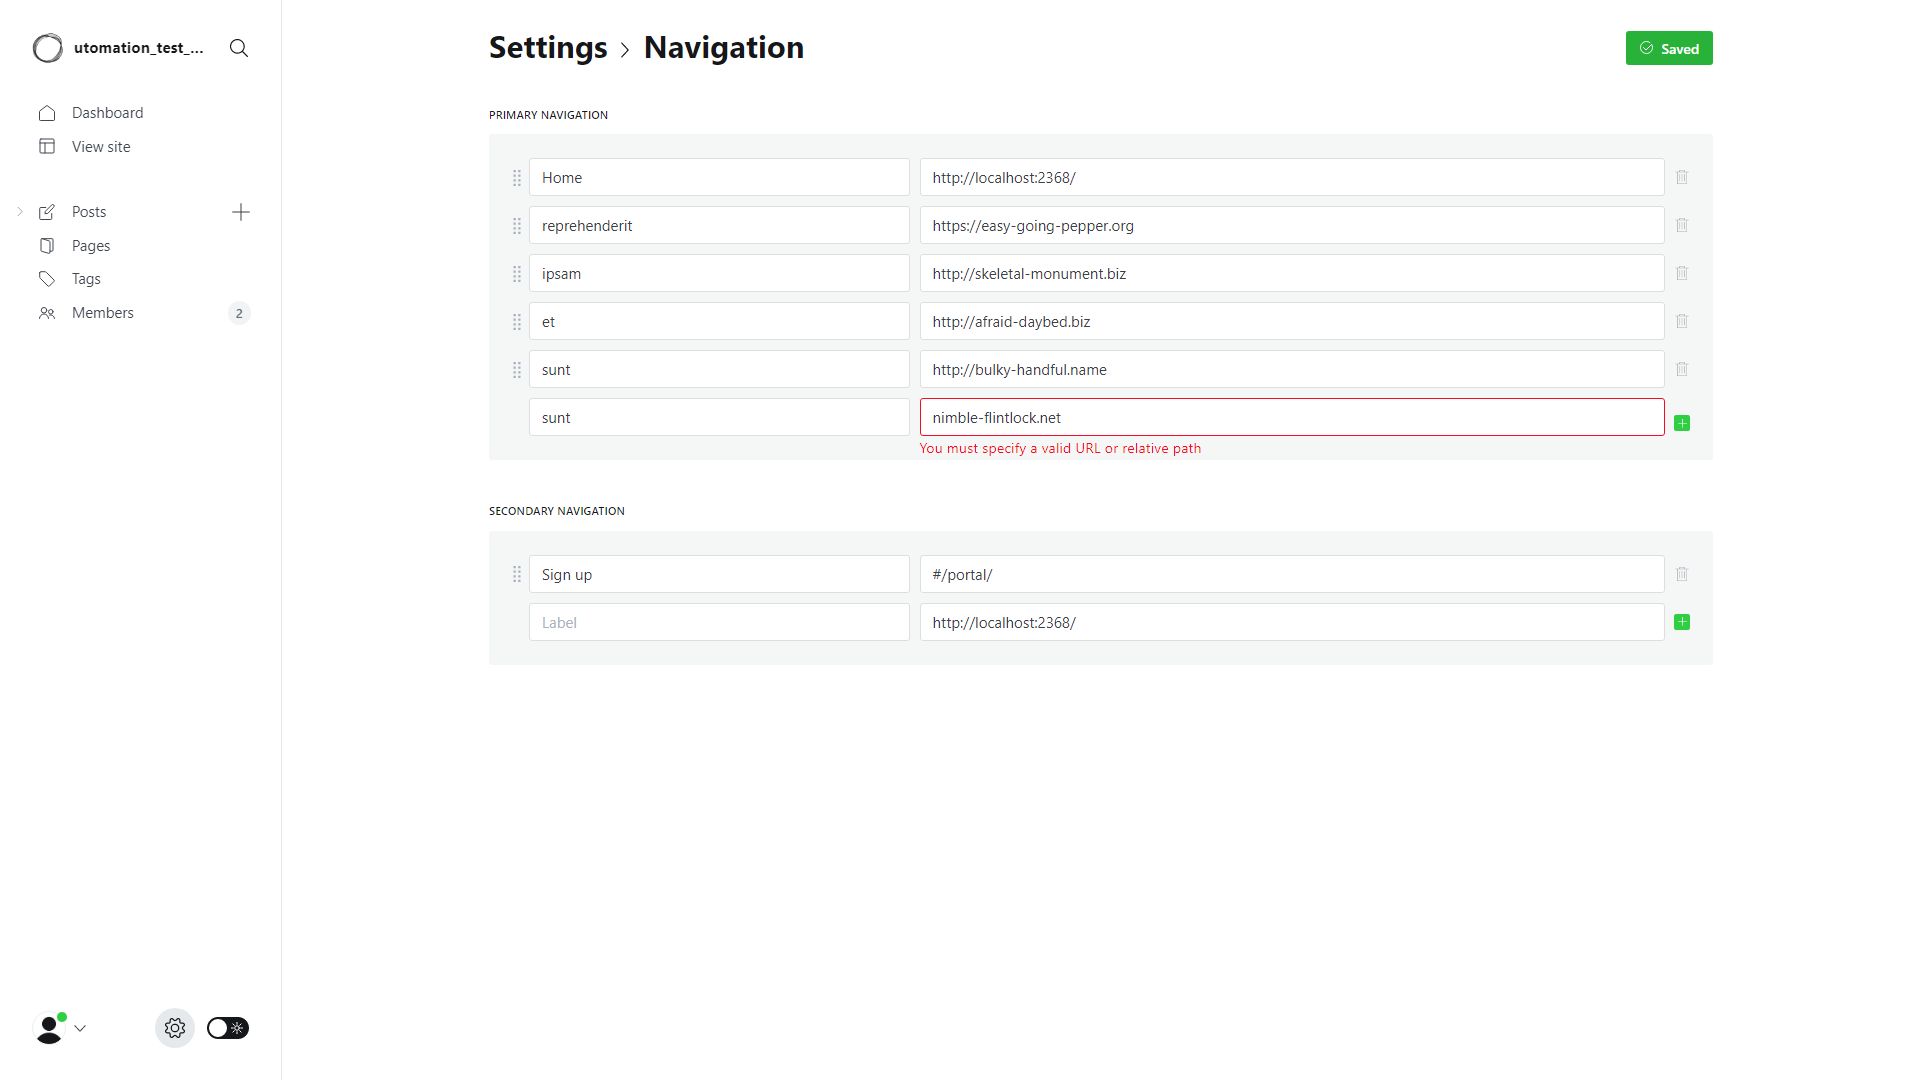 utomation_test_...
Dashboard
View site
Posts
Pages
Tags
Members 2
Settings > Navigation
Saved
PRIMARY NAVIGATION
Home http://localhost:2368/
reprehenderit https://easy-going-pepper.org
ipsam http://skeletal-monument.biz
et http://afraid-daybed.biz
sunt http://bulky-handful.name
sunt nimble-flintlock.net
You must specify a valid URL or relative path
SECONDARY NAVIGATION
Sign up #/portal/
Label http://localhost:2368/